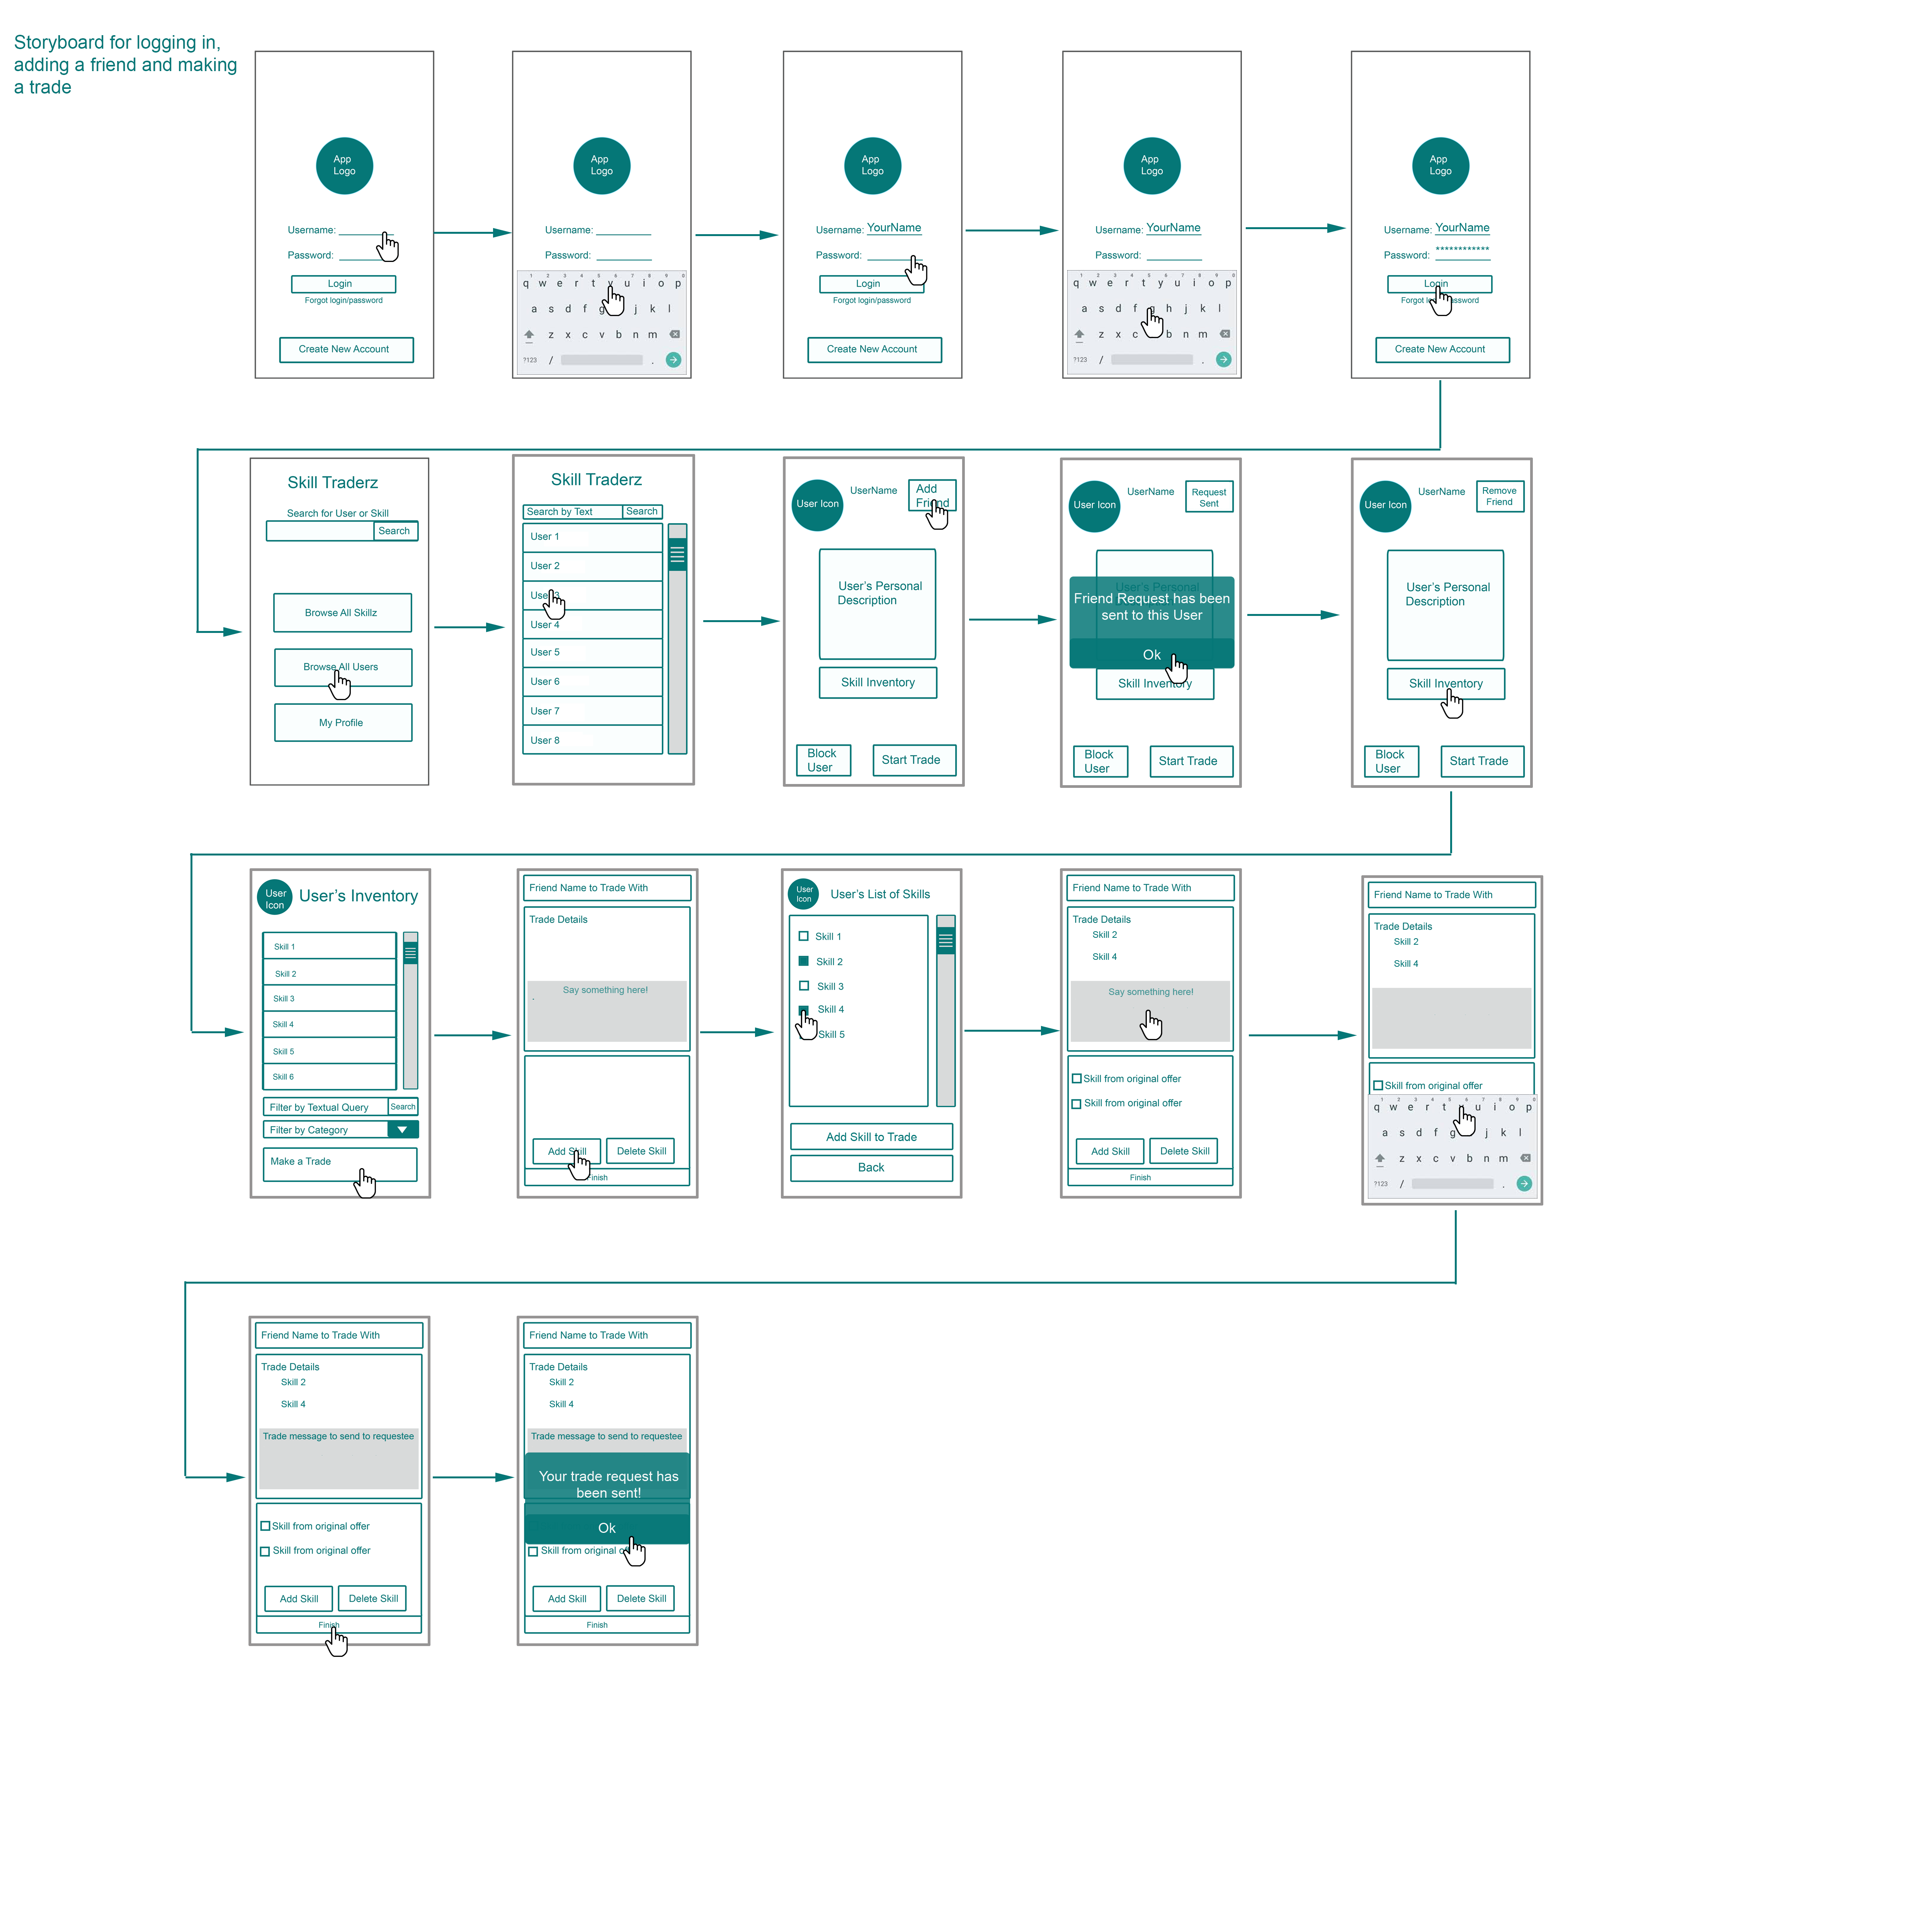 Storyboard for logging in,
adding a friend and making
a trade
App
Logo
Username:
Password:
Login
Forgot login/password
Create New Account
App
Logo
Username:
Password:
q w e r t y u i o p
a s d f g j k l
z x c v b n m
?123 / .
App
Logo
Username: YourName
Password:
Login
Forgot login/password
Create New Account
App
Logo
Username: YourName
Password:
q w e r t y u i o p
a s d f g h j k l
z x c b n m
?123 / .
App
Logo
Username: YourName
Password: ************
Login
Forgot password
Create New Account
Skill Traderz
Search for User or Skill
Search
Browse All Skillz
Browse All Users
My Profile
Skill Traderz
Search by Text Search
User 1
User 2
User 3
User 4
User 5
User 6
User 7
User 8
User Icon
UserName
Add
Friend
User's Personal
Description
Skill Inventory
Block
User
Start Trade
User Icon
UserName
Request
Sent
User's Personal
Friend Request has been
sent to this User
Ok
Skill Inventory
Block
User
Start Trade
User Icon
UserName
Remove
Friend
User's Personal
Description
Skill Inventory
Block
User
Start Trade
User
Icon
User's Inventory
Skill 1
Skill 2
Skill 3
Skill 4
Skill 5
Skill 6
Filter by Textual Query Search
Filter by Category
Make a Trade
Friend Name to Trade With
Trade Details
Say something here!
Add Skill Delete Skill
Finish
User
Icon
User's List of Skills
Skill 1
Skill 2
Skill 3
Skill 4
Skill 5
Add Skill to Trade
Back
Friend Name to Trade With
Trade Details
Skill 2
Skill 4
Say something here!
Skill from original offer
Skill from original offer
Add Skill Delete Skill
Finish
Friend Name to Trade With
Trade Details
Skill 2
Skill 4
Skill from original offer
q w e r t y u i o p
a s d f g j k l
z x c v b n m
?123 / .
Friend Name to Trade With
Trade Details
Skill 2
Skill 4
Trade message to send to requestee
Skill from original offer
Skill from original offer
Add Skill Delete Skill
Finish
Friend Name to Trade With
Trade Details
Skill 2
Skill 4
Trade message to send to requestee
Your trade request has
been sent!
Ok
Skill from original
Add Skill Delete Skill
Finish